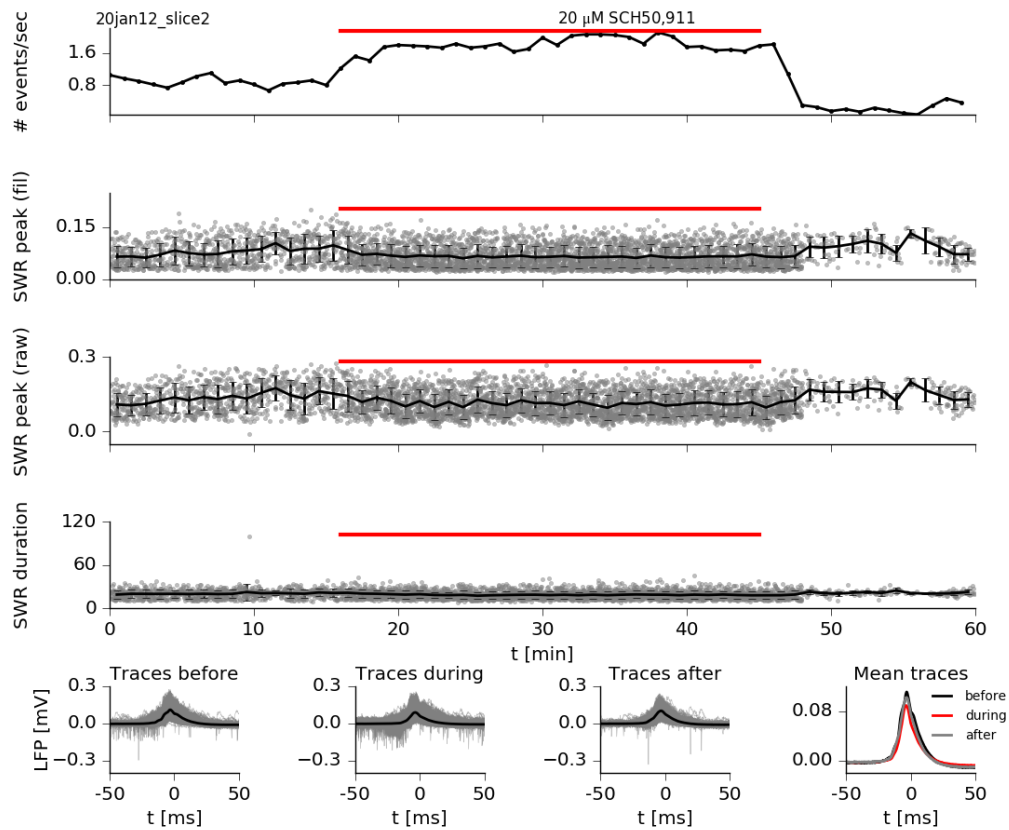 20jan12_slice2
20 μM SCH50,911
# events/sec
1.6
0.8
SWR peak (fil)
0.15
0.00
SWR peak (raw)
0.3
0.0
SWR duration
120
60
0
0 10 20 30 40 50 60
t [min]
Traces before
Traces during
Traces after
Mean traces
LFP [mV]
0.3
0.0
−0.3
-50 0 50
t [ms]
0.3
0.0
−0.3
-50 0 50
t [ms]
0.3
0.0
−0.3
-50 0 50
t [ms]
0.08
0.00
before
during
after
-50 0 50
t [ms]